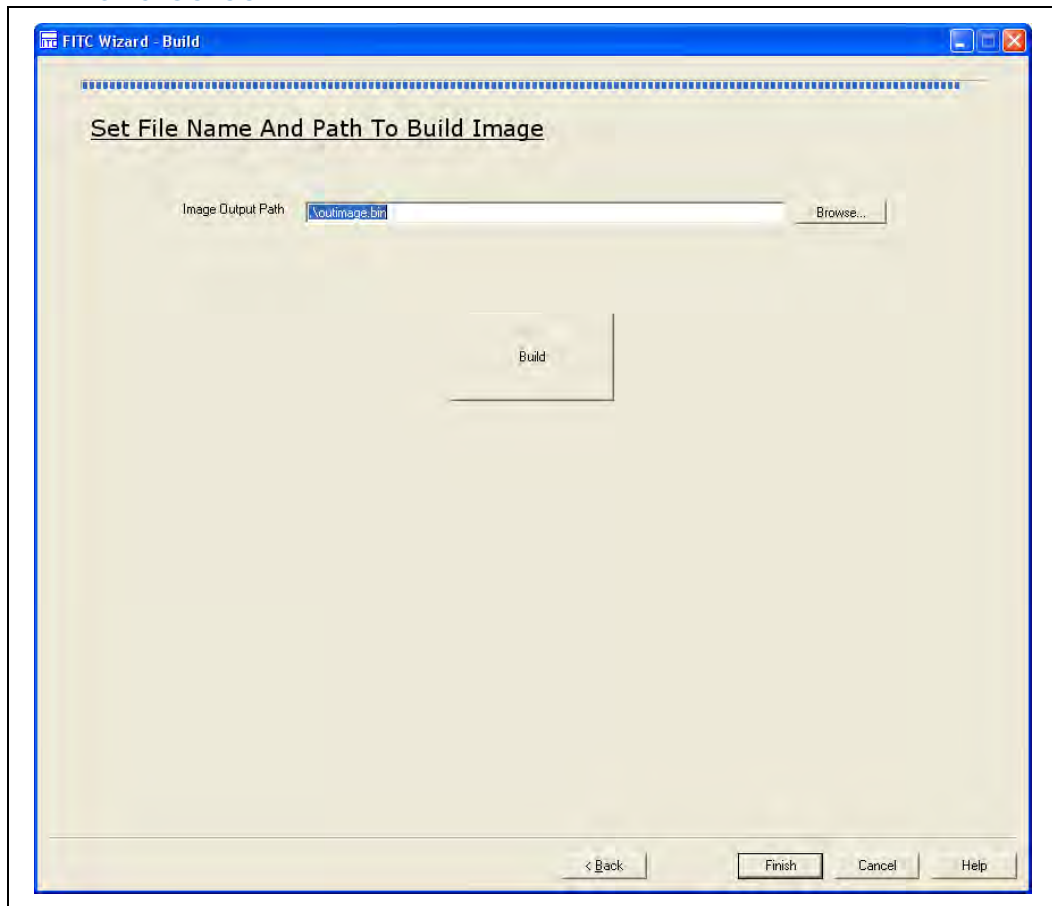 FITC FITC Wizard - Build
Set File Name And Path To Build Image
Image Output Path .\outimage.bin Browse...
Build
< Back Finish Cancel Help